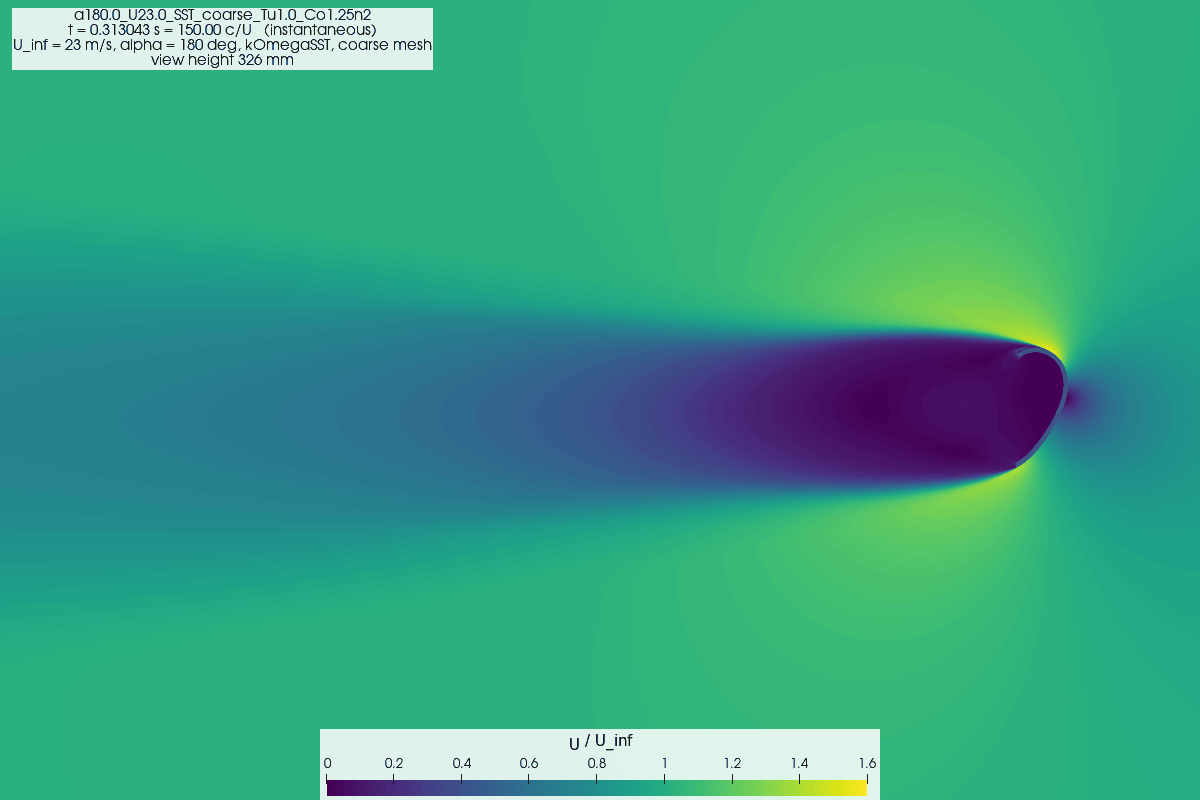 a180.0_U23.0_SST_coarse_Tu1.0_Co1.25n2
t = 0.313043 s = 150.00 c/U (instantaneous)
U_inf = 23 m/s, alpha = 180 deg, kOmegaSST, coarse mesh
view height 326 mm
U / U_inf
0 0.2 0.4 0.6 0.8 1 1.2 1.4 1.6